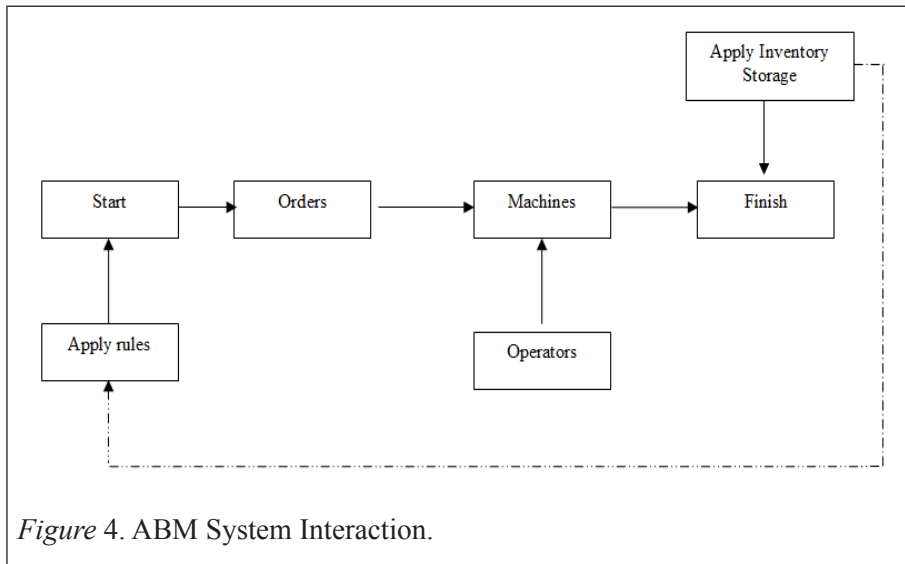 Apply Inventory
Storage
Start
Orders
Machines
Finish
Apply rules
Operators
Figure 4. ABM System Interaction.